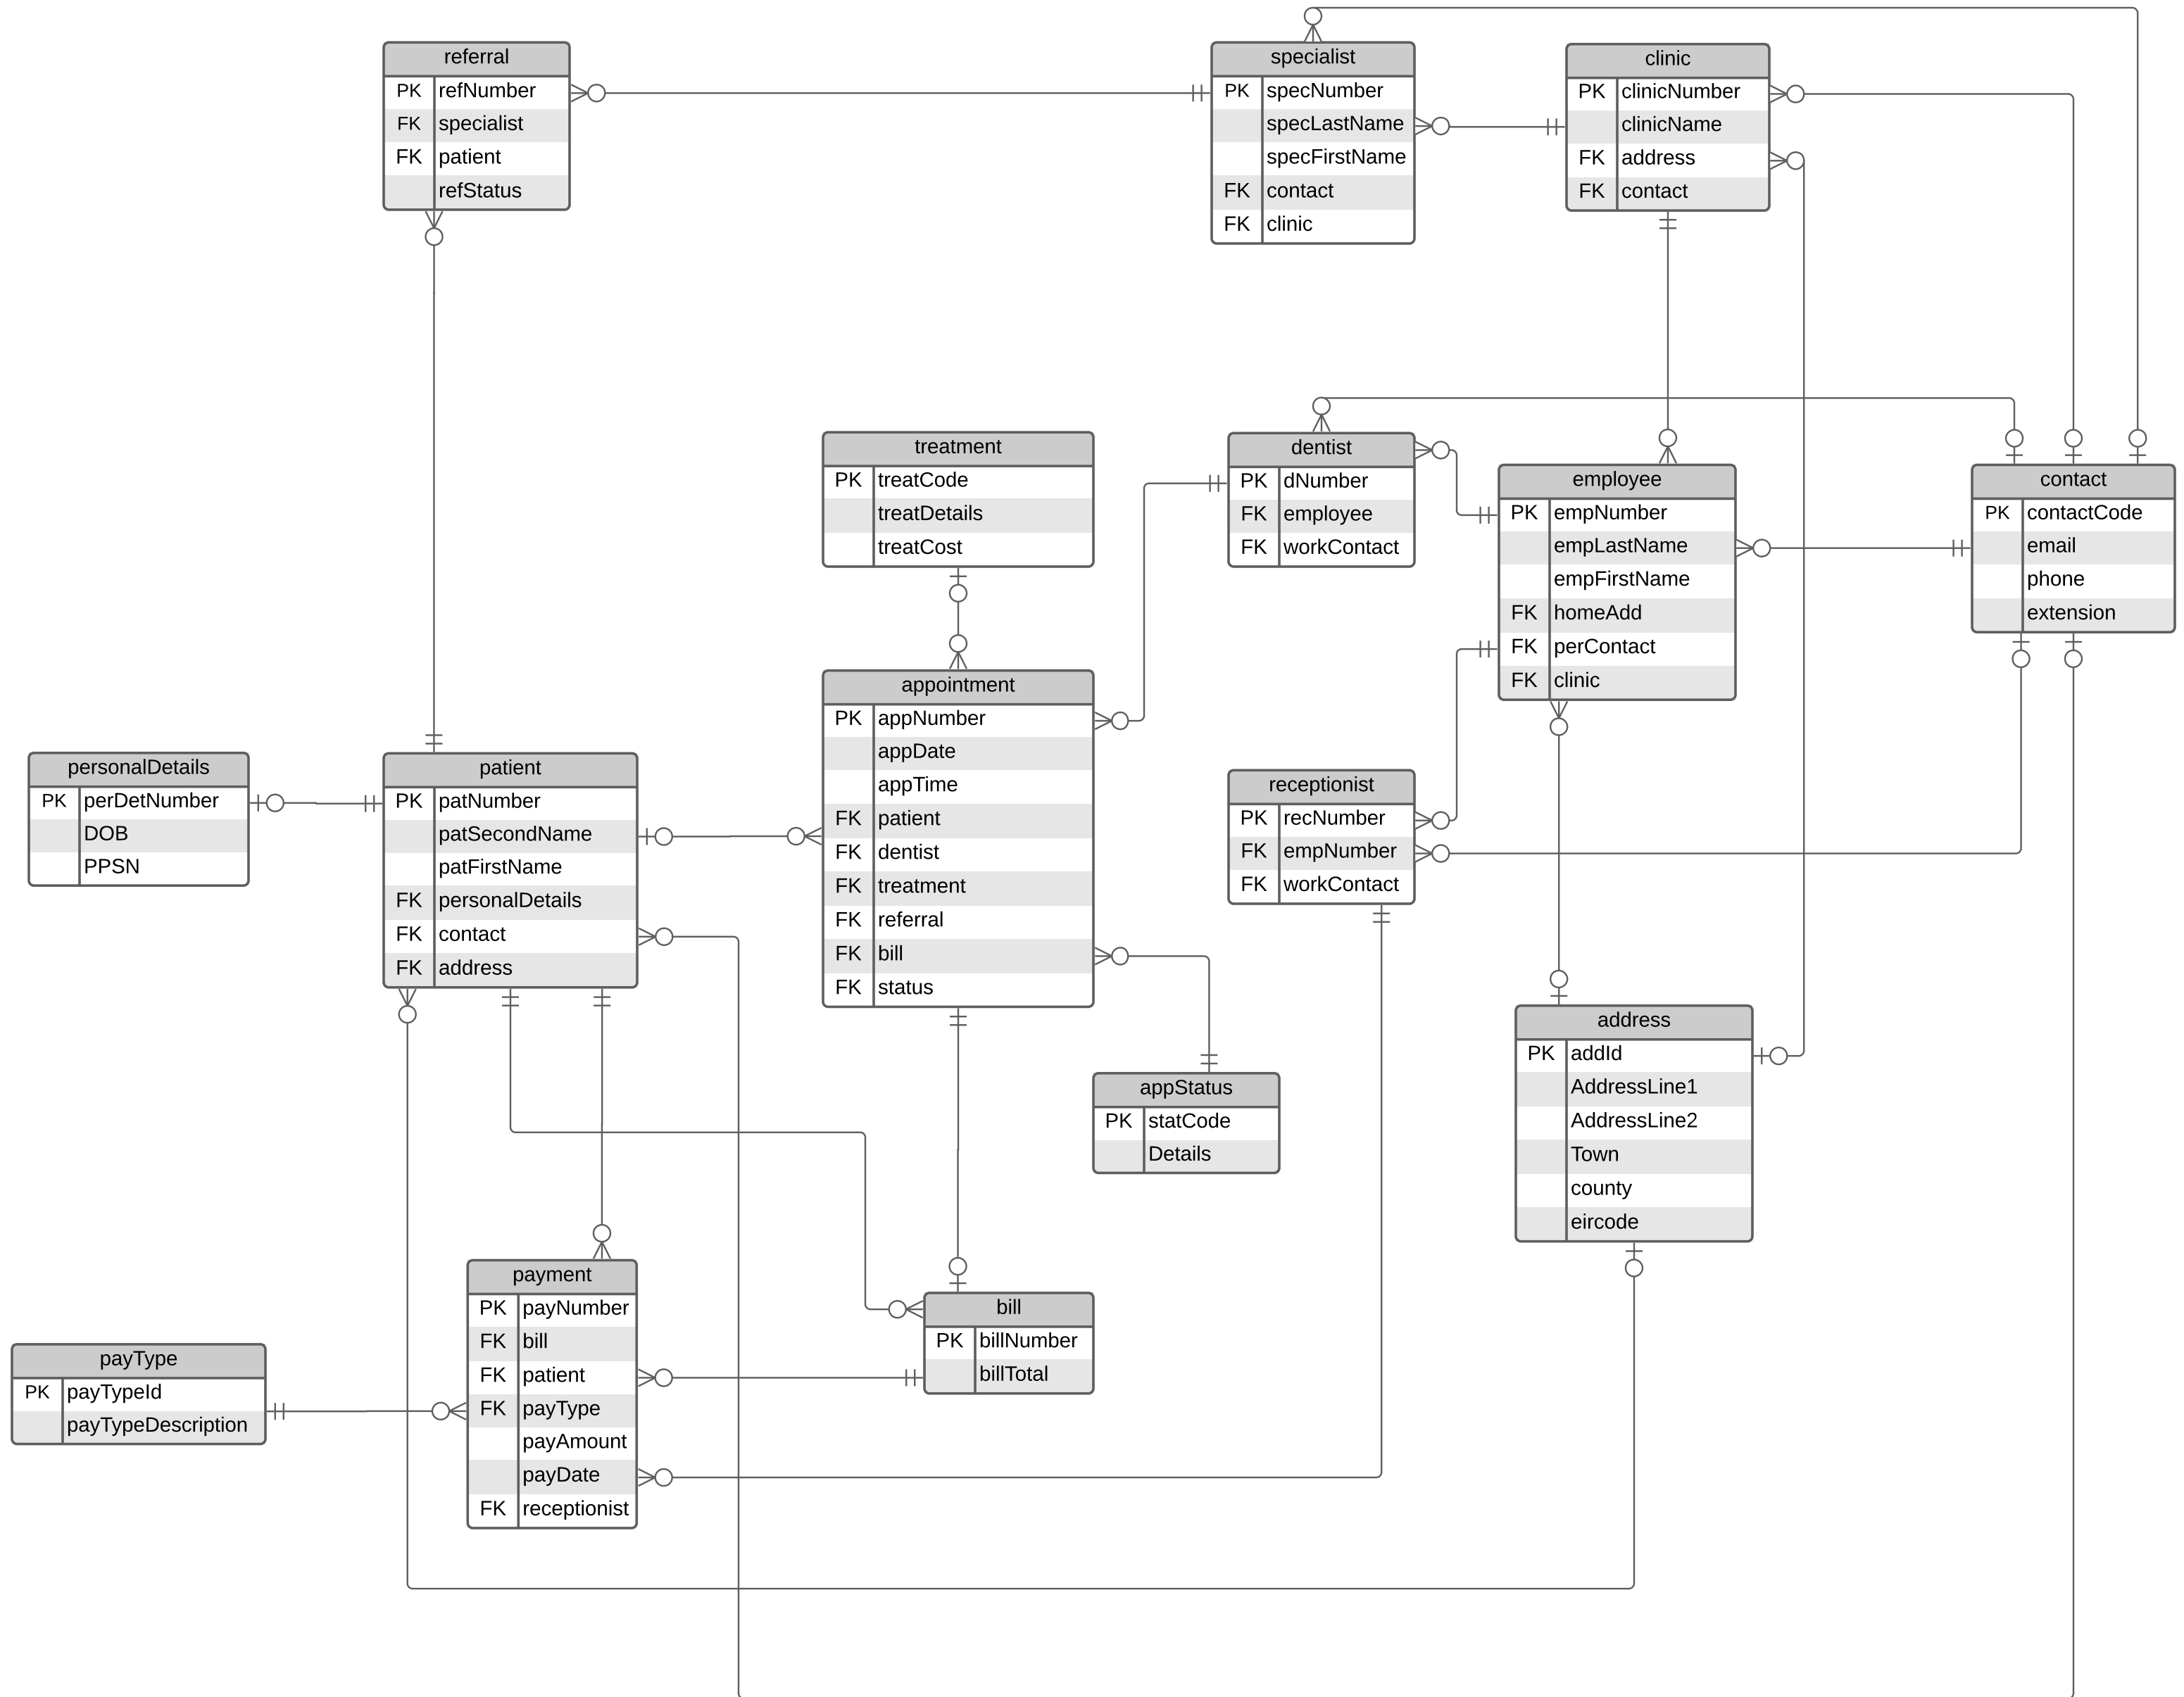 referral
PK refNumber
FK specialist
FK patient
refStatus
specialist
PK specNumber
specLastName
specFirstName
FK contact
FK clinic
clinic
PK clinicNumber
clinicName
FK address
FK contact
treatment
PK treatCode
treatDetails
treatCost
dentist
PK dNumber
FK employee
FK workContact
employee
PK empNumber
empLastName
empFirstName
FK homeAdd
FK perContact
FK clinic
contact
PK contactCode
email
phone
extension
personalDetails
PK perDetNumber
DOB
PPSN
patient
PK patNumber
patSecondName
patFirstName
FK personalDetails
FK contact
FK address
appointment
PK appNumber
appDate
appTime
FK patient
FK dentist
FK treatment
FK referral
FK bill
FK status
receptionist
PK recNumber
FK empNumber
FK workContact
appStatus
PK statCode
Details
address
PK addId
AddressLine1
AddressLine2
Town
county
eircode
payType
PK payTypeId
payTypeDescription
payment
PK payNumber
FK bill
FK patient
FK payType
payAmount
payDate
FK receptionist
bill
PK billNumber
billTotal